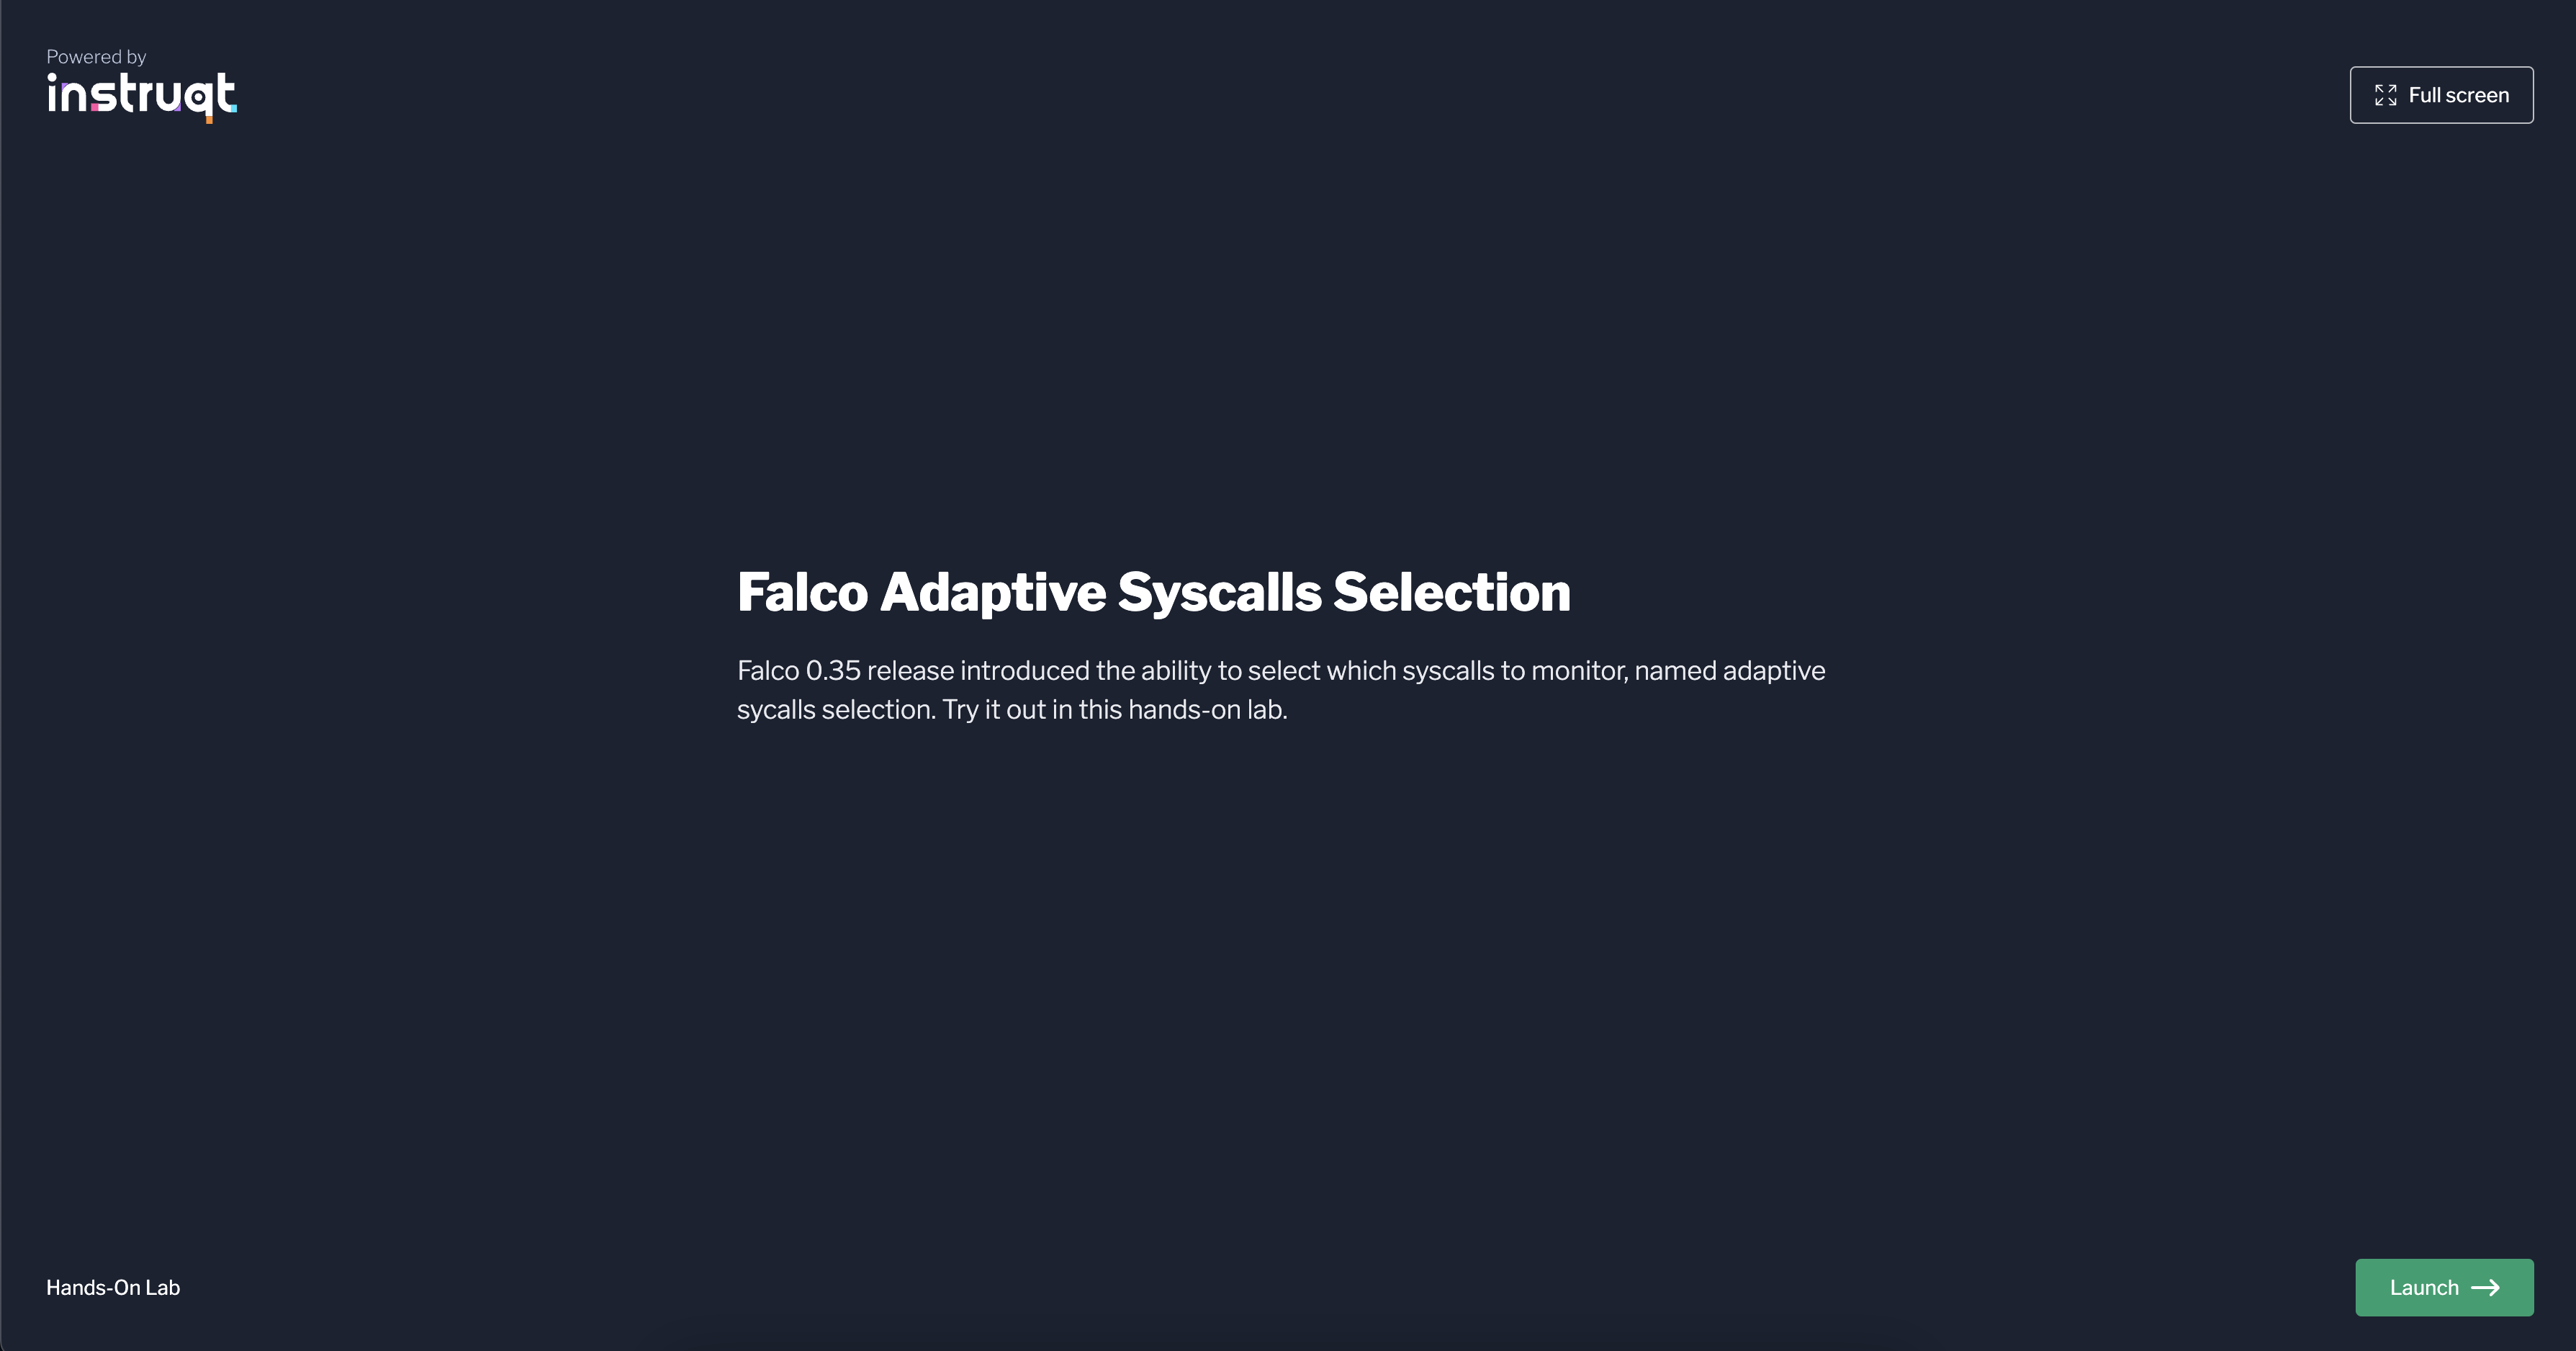 Powered by
instruqt
Full screen
Falco Adaptive Syscalls Selection
Falco 0.35 release introduced the ability to select which syscalls to monitor, named adaptive
sycalls selection. Try it out in this hands-on lab.
Hands-On Lab
Launch →